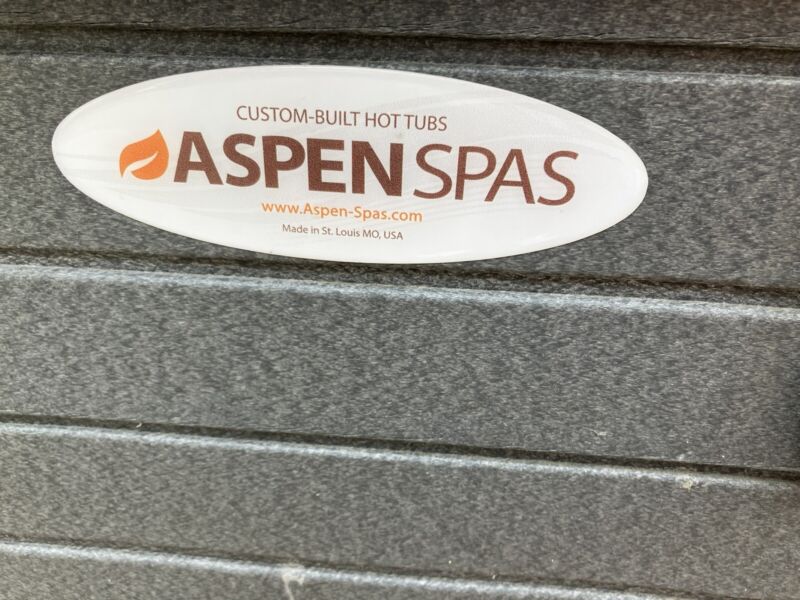 CUSTOM-BUILT HOT TUBS
ASPEN SPAS
www.Aspen-Spas.com
Made in St. Louis MO, USA